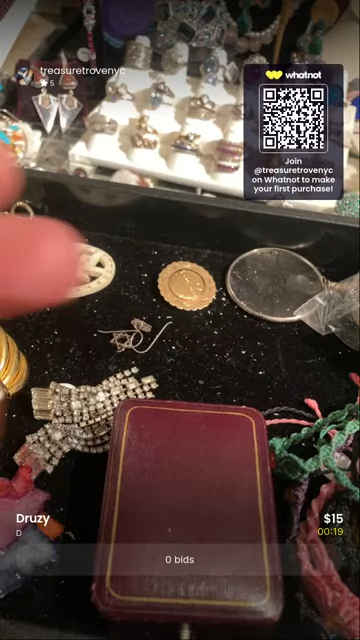 treasuretrovenyc
★ 5
whatnot
Join
@treasuretrovenyc
on Whatnot to make
your first purchase!
Druzy
$15
D
00:19
0 bids